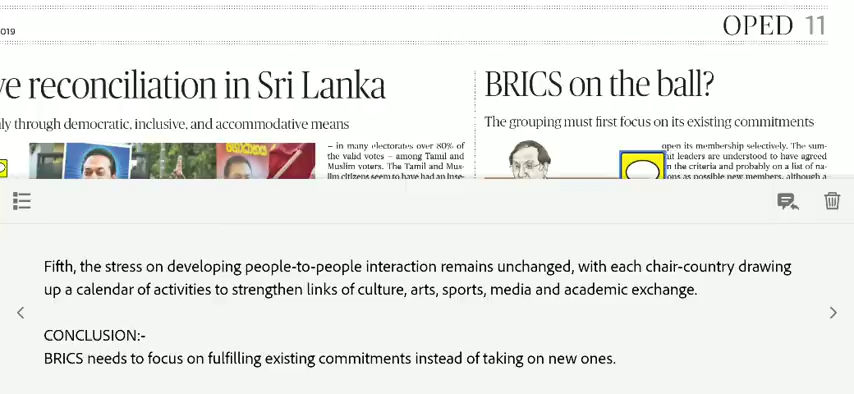 019
OPED 11
ve reconciliation in Sri Lanka
ly through democratic, inclusive, and accommodative means
– in many electorates over 80% of
the valid votes – among Tamil and
Muslim voters. The Tamil and Mus-
lim citizens seem to have had an
BRICS on the ball?
The grouping must first focus on its existing commitments
open its membership selectively. The sum-
leaders are understood to have agreed
the criteria and probably on a list of na-
as possible new members, although a
Fifth, the stress on developing people-to-people interaction remains unchanged, with each chair-country drawing
up a calendar of activities to strengthen links of culture, arts, sports, media and academic exchange.
CONCLUSION:-
BRICS needs to focus on fulfilling existing commitments instead of taking on new ones.